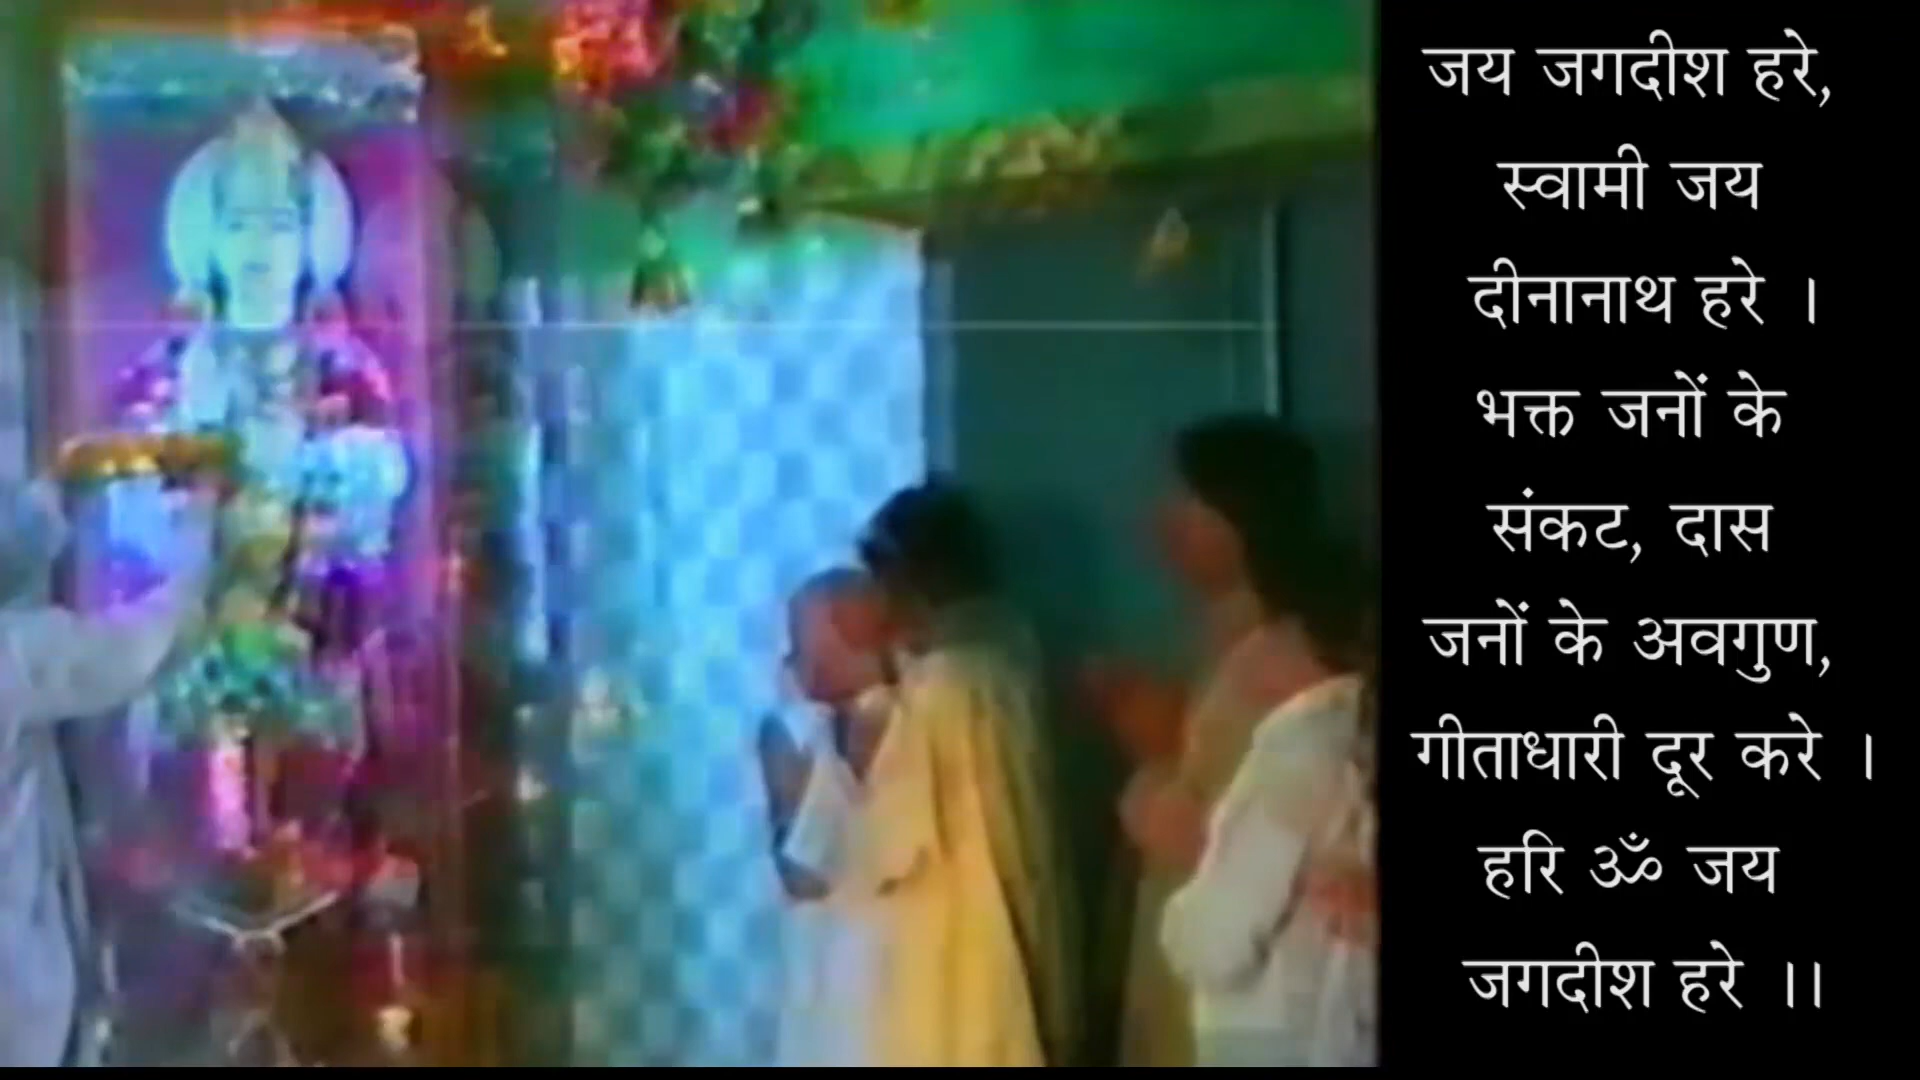 जय जगदीश हरे,
स्वामी जय
दीनानाथ हरे ।
भक्त जनों के
संकट, दास
जनों के अवगुण,
गीताधारी दूर करे ।
हरि ॐ जय
जगदीश हरे ।।